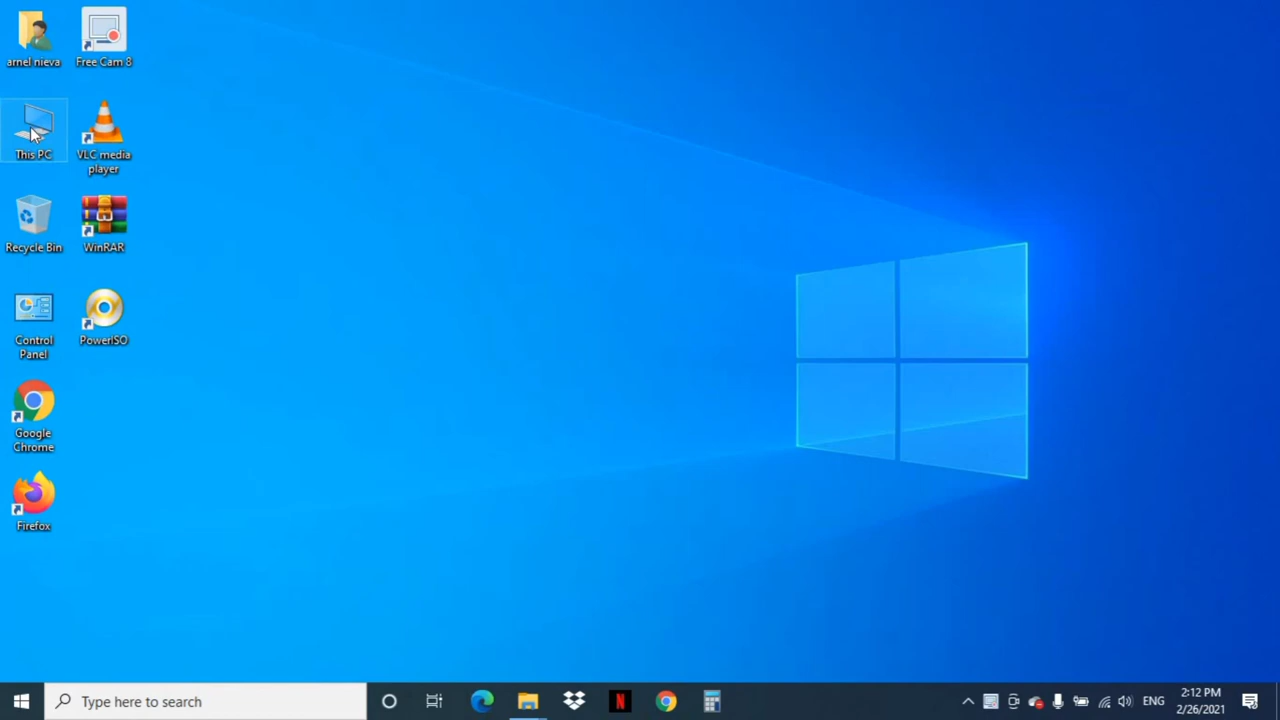 arnel nieva
Free Cam 8
This PC
VLC media
player
Recycle Bin
WinRAR
Control
Panel
PowerISO
Google
Chrome
Firefox
Type here to search
N
ENG
2:12 PM
2/26/2021